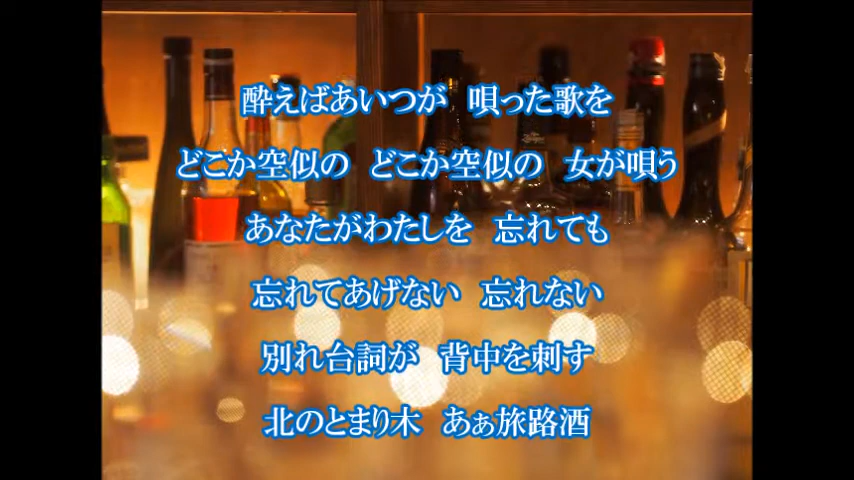 酔えばあいつが　唄った歌を
どこか空似の　どこか空似の　女が唄う
あなたがわたしを　忘れても
忘れてあげない　忘れない
別れ台詞が　背中を刺す
北のとまり木　あぁ旅路酒